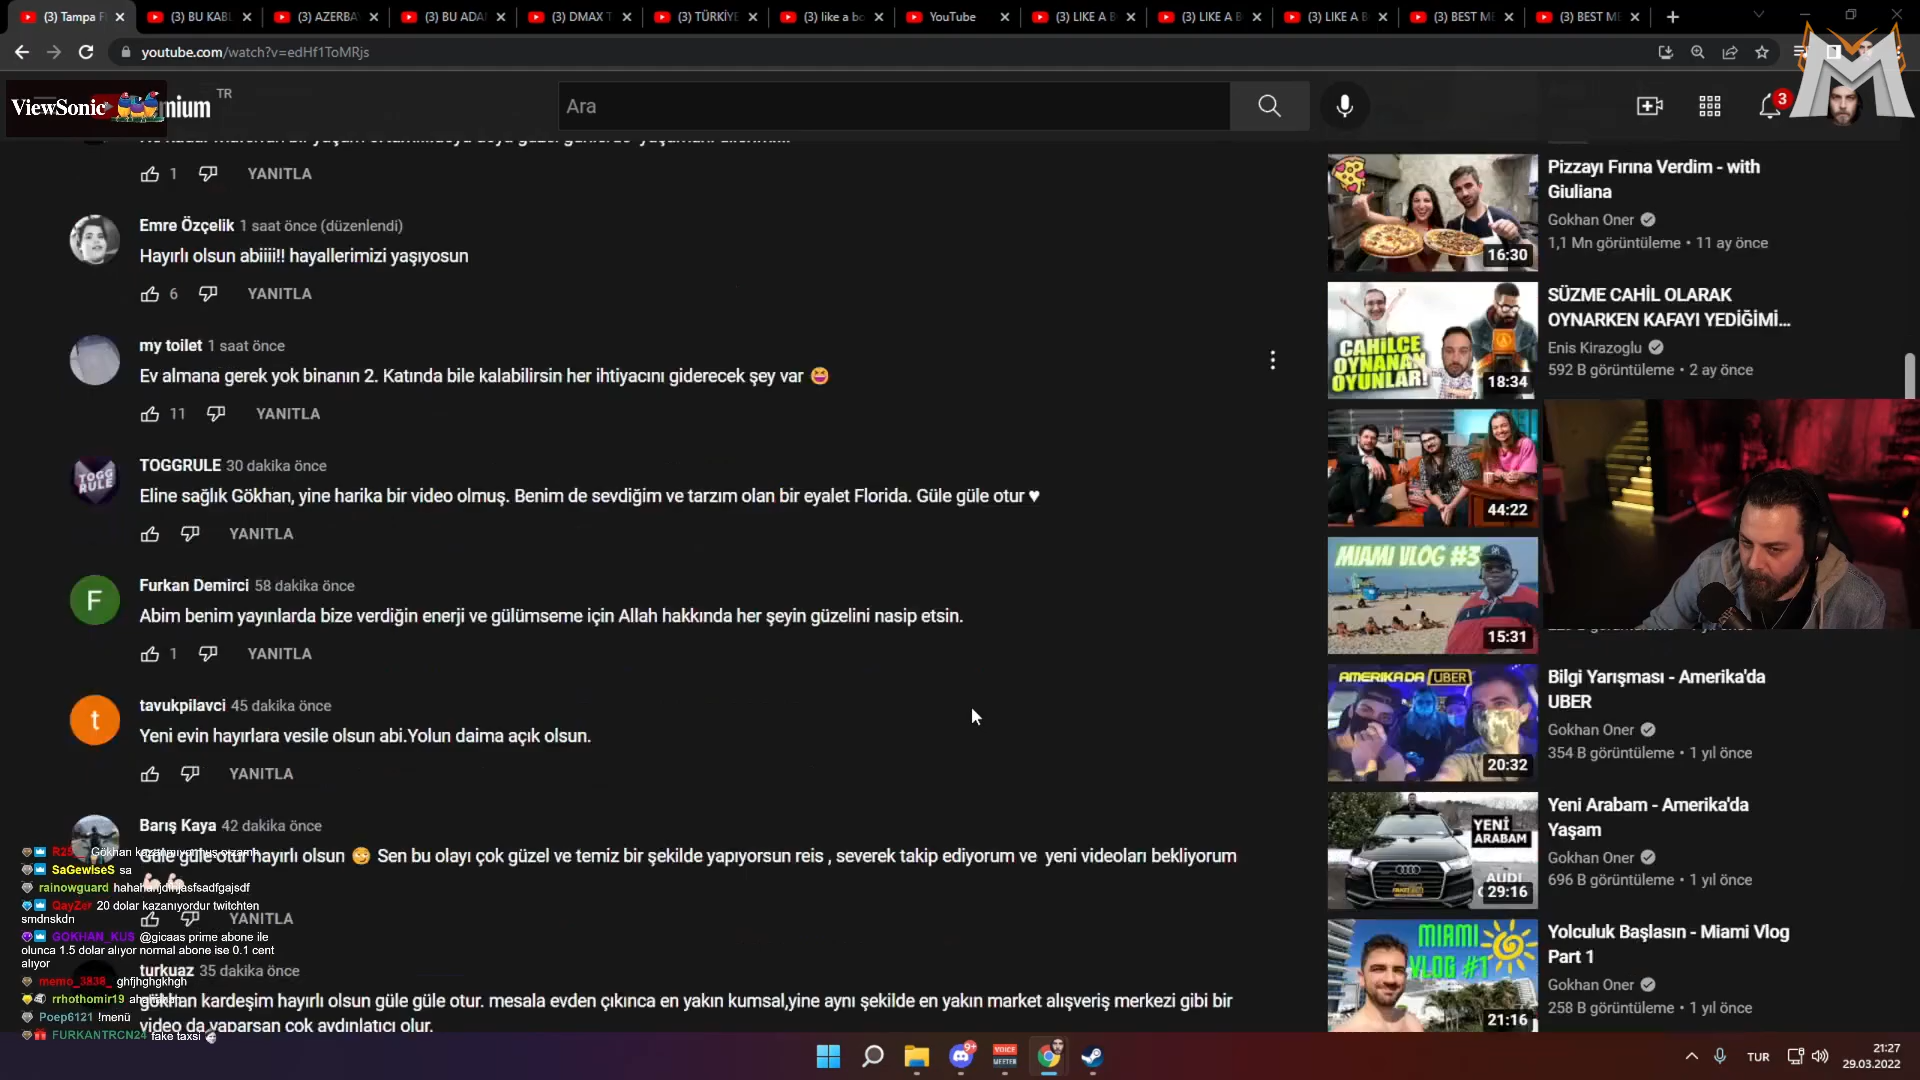 (3) Tampa F
(3) BU KABL
(3) AZERBA
(3) BU ADA
(3) DMAX T
(3) TÜRKİYE
(3) like a bo
YouTube
(3) LIKE A B
(3) LIKE A B
(3) LIKE A B
(3) BEST ME
(3) BEST ME
youtube.com/watch?v=edHf1ToMRjs
ViewSonic
mium
TR
Ara
3
1
YANITLA
Emre Özçelik 1 saat önce (düzenlendi)
Hayırlı olsun abiiii!! hayallerimizi yaşıyosun
6
YANITLA
my toilet 1 saat önce
Ev almana gerek yok binanın 2. Katında bile kalabilirsin her ihtiyacını giderecek şey var 😆
11
YANITLA
TOGG
RULE
TOGGRULE 30 dakika önce
Eline sağlık Gökhan, yine harika bir video olmuş. Benim de sevdiğim ve tarzım olan bir eyalet Florida. Güle güle otur ♥
YANITLA
F
Furkan Demirci 58 dakika önce
Abim benim yayınlarda bize verdiğin enerji ve gülümseme için Allah hakkında her şeyin güzelini nasip etsin.
1
YANITLA
t
tavukpilavci 45 dakika önce
Yeni evin hayırlara vesile olsun abi.Yolun daima açık olsun.
YANITLA
Barış Kaya 42 dakika önce
Güle güle otur hayırlı olsun 😳 Sen bu olayı çok güzel ve temiz bir şekilde yapıyorsun reis , severek takip ediyorum ve yeni videoları bekliyorum
YANITLA
turkuaz 35 dakika önce
gökhan kardeşim hayırlı olsun güle güle otur. mesala evden çıkınca en yakın kumsal,yine aynı şekilde en yakın market alışveriş merkezi gibi bir
video da yaparsan çok aydınlatıcı olur.
Gökhan
SaGewiseS sa
rainowguard hahahahjdlhjasfsadfgajsdf
QayZer 20 dolar kazanıyordur twitchten
smdnskdn
GOKHAN_KUS @gicaas prime abone ile
olunca 1.5 dolar alıyor normal abone ise 0.1 cent
alıyor
memo_3838_ ghfjhghgkhgh
rrhothomir19
Poep6121 !menü
FURKANTRCN24 fake taxsi
16:30
Pizzayı Fırına Verdim - with
Giuliana
Gokhan Oner
1,1 Mn görüntüleme • 11 ay önce
CAHİLCE
OYNANAN
OYUNLAR!
18:34
SÜZME CAHİL OLARAK
OYNARKEN KAFAYI YEDİĞİMİ...
Enis Kirazoglu
592 B görüntüleme • 2 ay önce
44:22
MIAMI VLOG #3
15:31
AMERIKA DA UBER
20:32
Bilgi Yarışması - Amerika'da
UBER
Gokhan Oner
354 B görüntüleme • 1 yıl önce
YENİ
ARABAM
AUDI
29:16
Yeni Arabam - Amerika'da
Yaşam
Gokhan Oner
696 B görüntüleme • 1 yıl önce
MIAMI
VLOG #1
21:16
Yolculuk Başlasın - Miami Vlog
Part 1
Gokhan Oner
258 B görüntüleme • 1 yıl önce
9+
VOICE
MEETER
TUR
21:27
29.03.2022